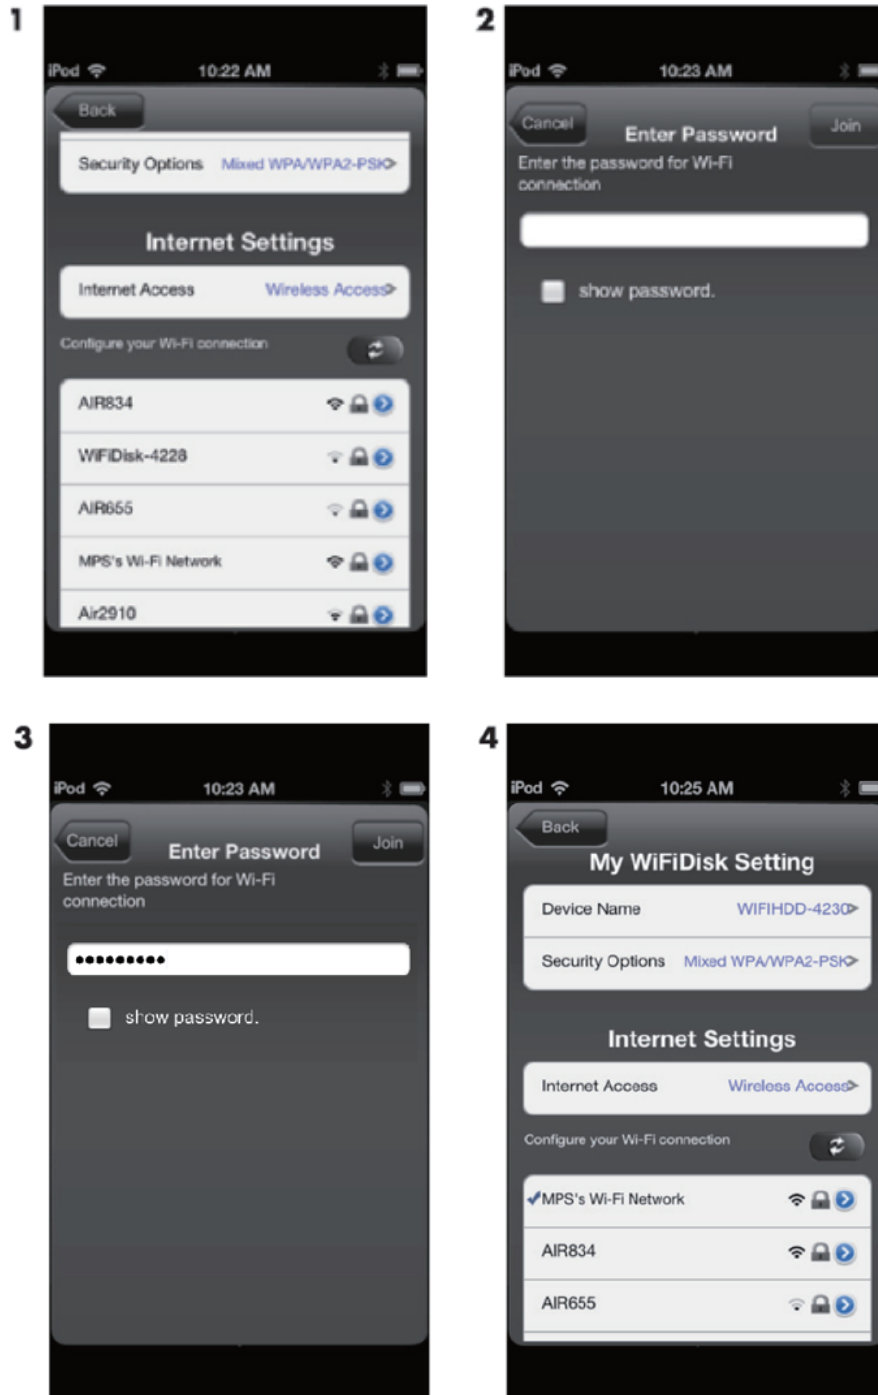 1
iPod 10:22 AM
Back
Security Options Mixed WPA/WPA2-PSK>
Internet Settings
Internet Access Wireless Access>
Configure your Wi-Fi connection
AIR834
WiFiDisk-4228
AIR655
MPS's Wi-Fi Network
Air2910
2
iPod 10:23 AM
Cancel Enter Password Join
Enter the password for Wi-Fi
connection
show password.
3
iPod 10:23 AM
Cancel Enter Password Join
Enter the password for Wi-Fi
connection
•••••••••
show password.
4
iPod 10:25 AM
Back
My WiFiDisk Setting
Device Name WIFIHDD-4230>
Security Options Mixed WPA/WPA2-PSK>
Internet Settings
Internet Access Wireless Access>
Configure your Wi-Fi connection
✔MPS's Wi-Fi Network
AIR834
AIR655